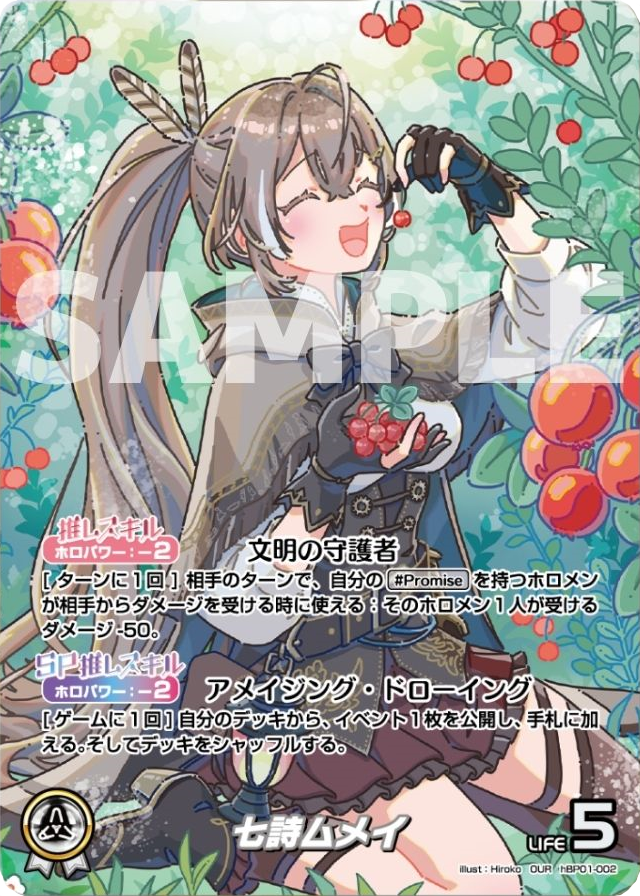 SAMPLE
推しスキル
ホロパワー：－2
文明の守護者
[ターンに１回] 相手のターンで、自分の #Promise を持つホロメン
が相手からダメージを受ける時に使える：そのホロメン１人が受ける
ダメージ-50。
SP推しスキル
ホロパワー：－2
アメイジング・ドローイング
[ゲームに１回] 自分のデッキから、イベント１枚を公開し、手札に加
える。そしてデッキをシャッフルする。
七詩ムメイ
LIFE 5
illust：Hiroko OUR hBP01-002